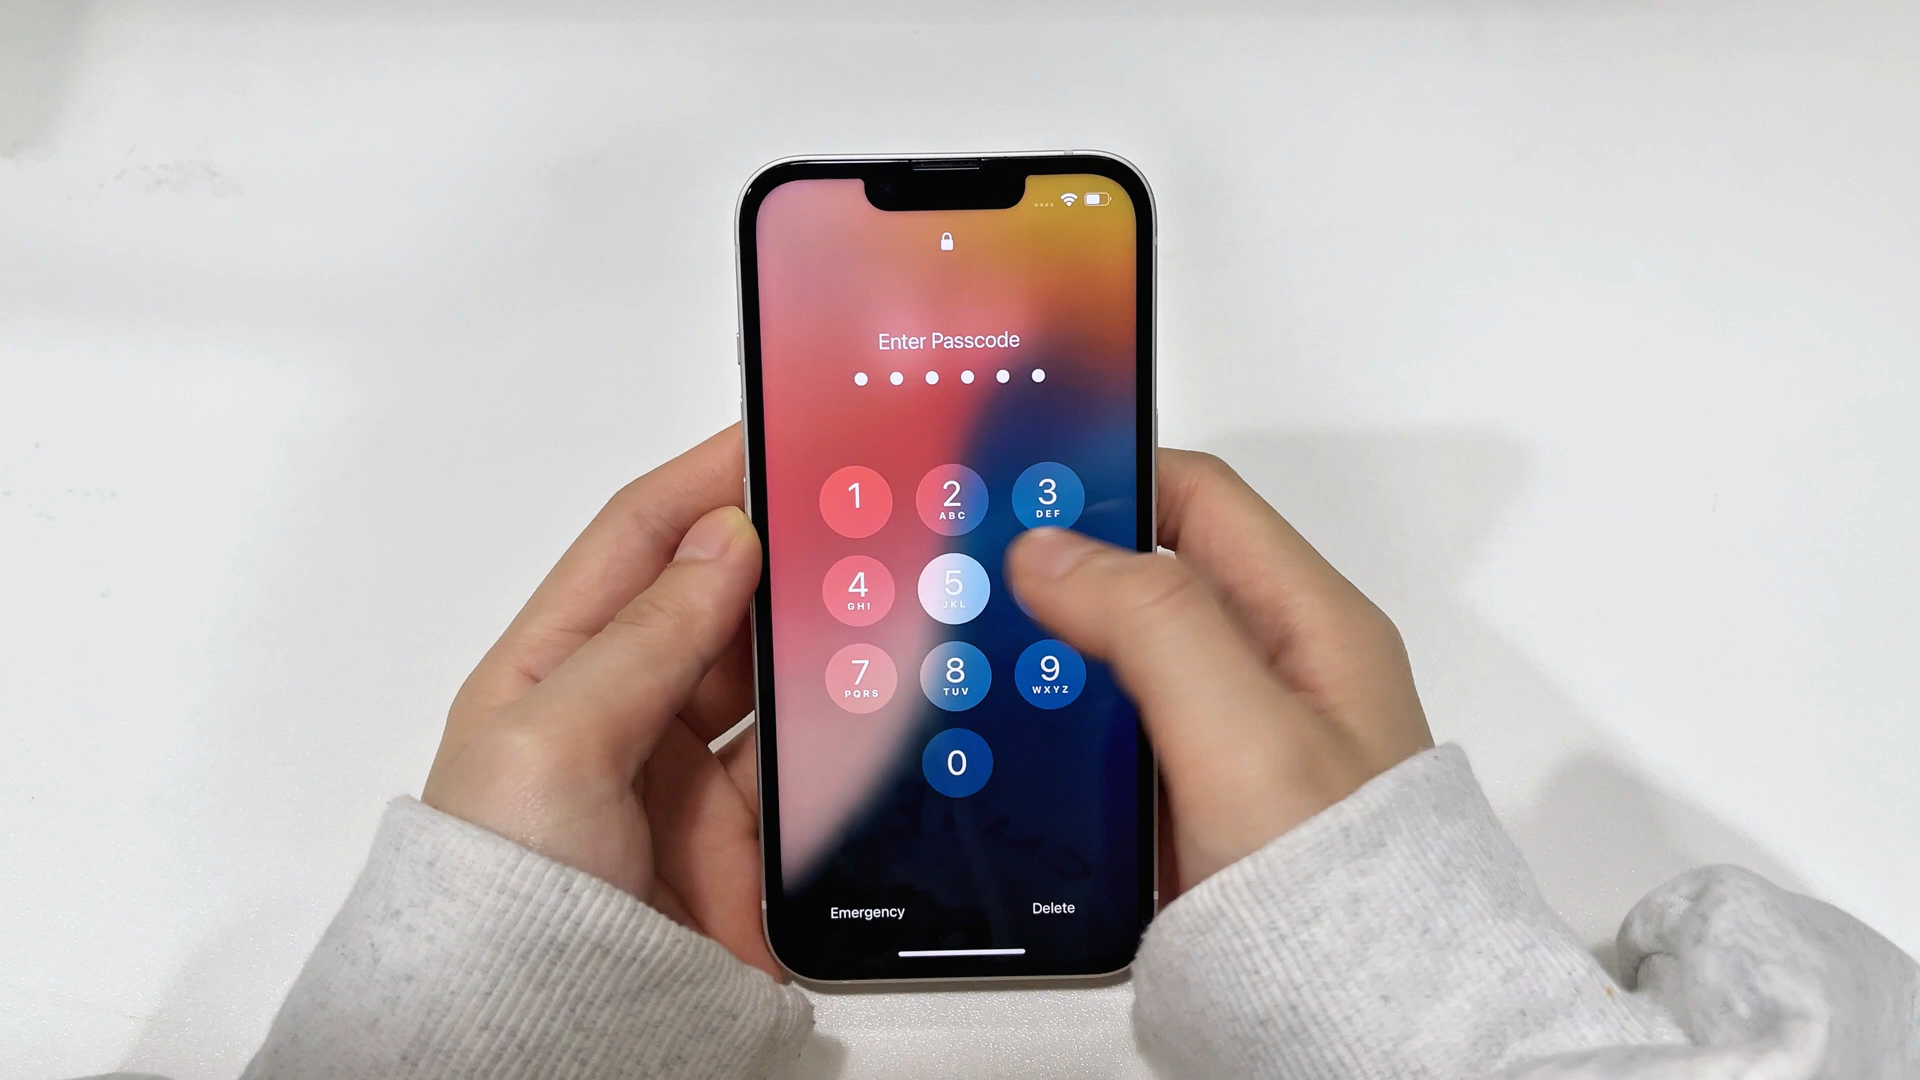 Enter Passcode
1
2
ABC
3
DEF
4
GHI
5
JKL
7
PQRS
8
TUV
9
WXYZ
0
Emergency
Delete